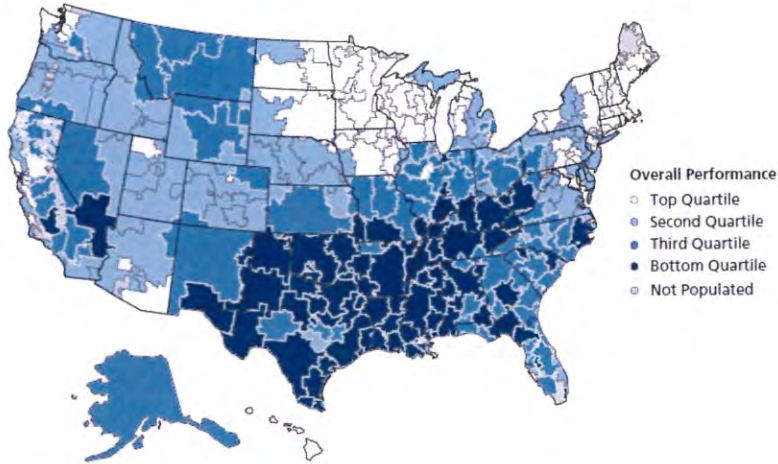 Overall Performance
Top Quartile
Second Quartile
Third Quartile
Bottom Quartile
Not Populated